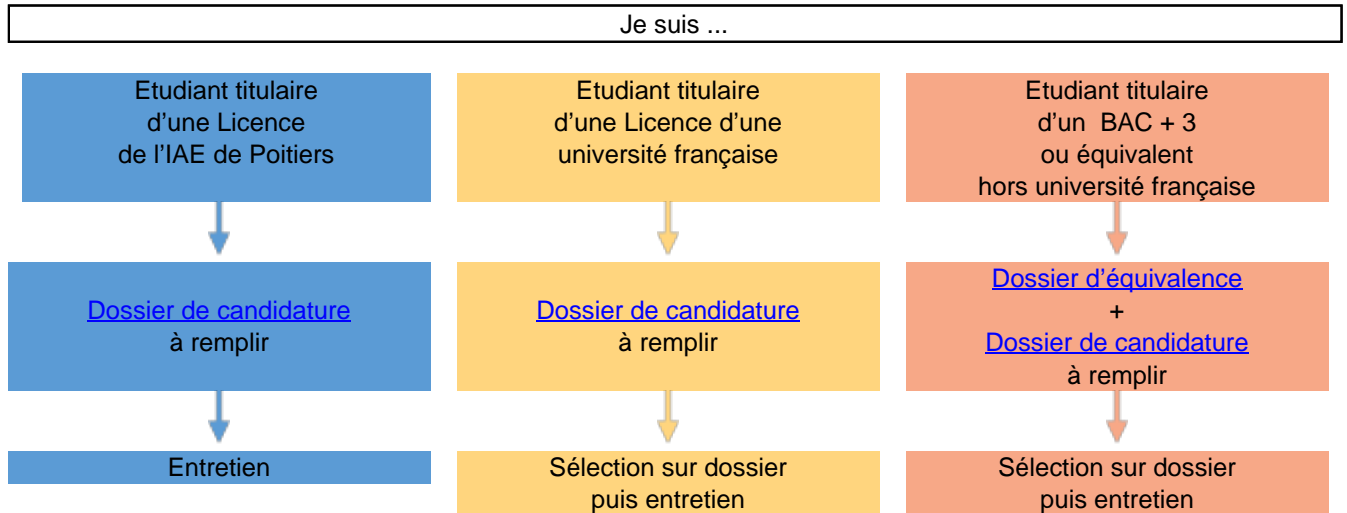 Je suis ...
Etudiant titulaire
d'une Licence
de l'IAE de Poitiers
Etudiant titulaire
d'une Licence d'une
université française
Etudiant titulaire
d'un BAC + 3
ou équivalent
hors université française
Dossier de candidature
à remplir
Dossier de candidature
à remplir
Dossier d'équivalence
+
Dossier de candidature
à remplir
Entretien
Sélection sur dossier
puis entretien
Sélection sur dossier
puis entretien